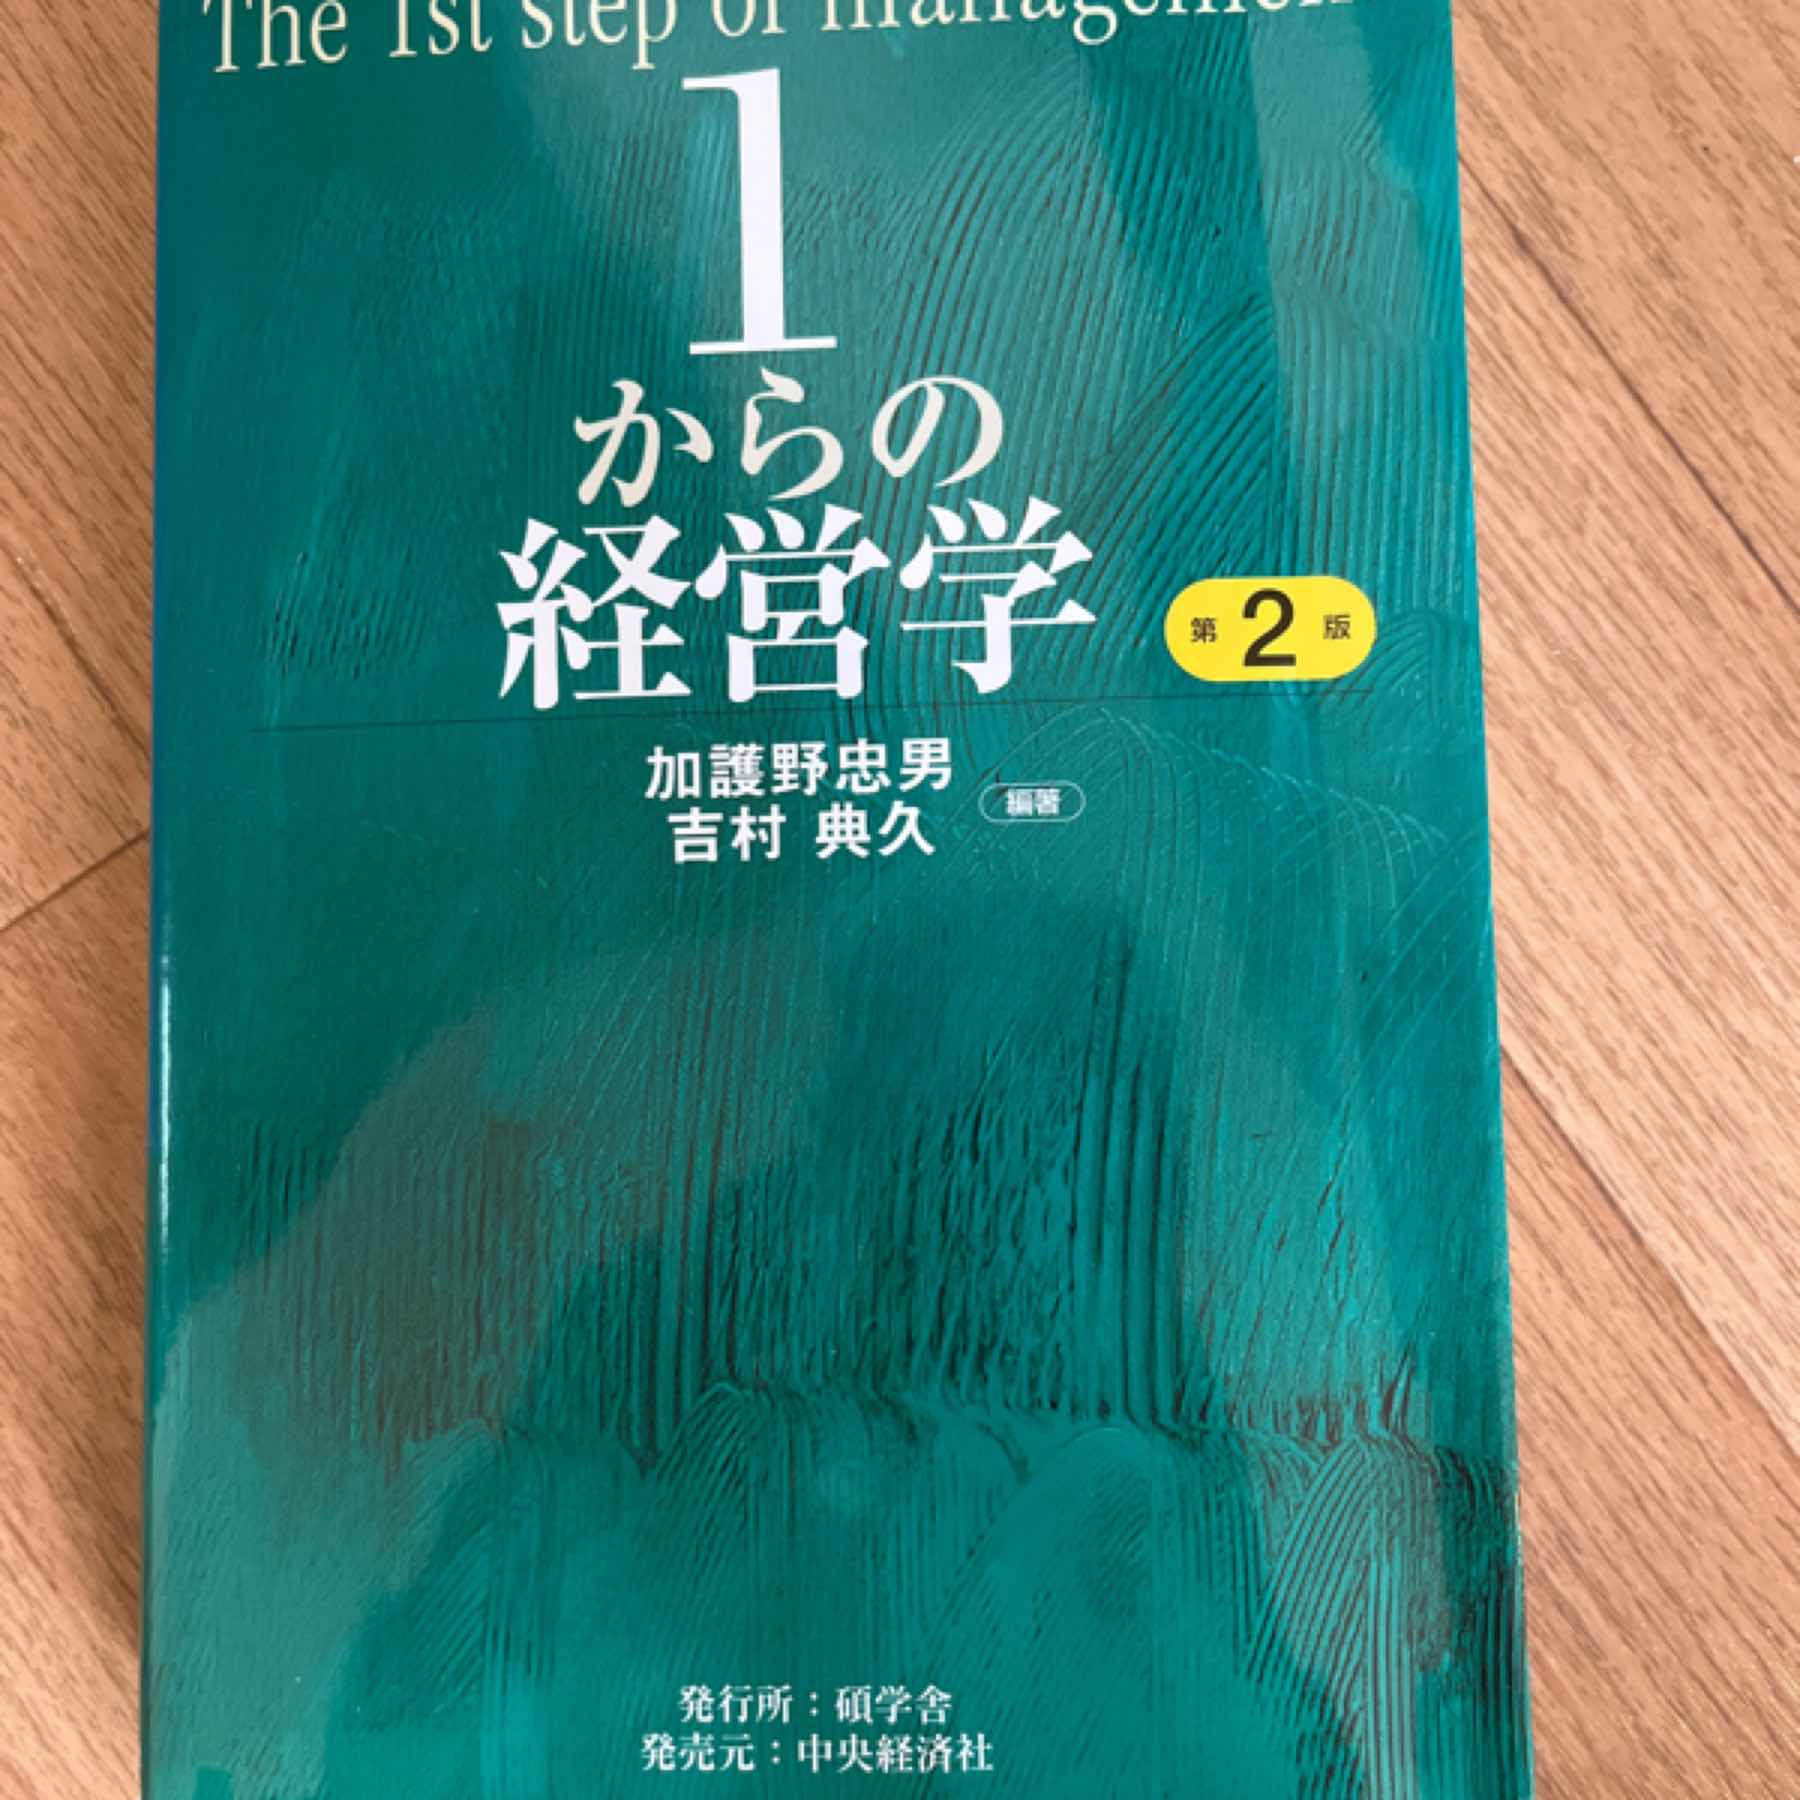 The 1st step of management
1
からの
経営学
第2版
加護野忠男
吉村 典久
編著
発行所：碩学舎
発売元：中央経済社